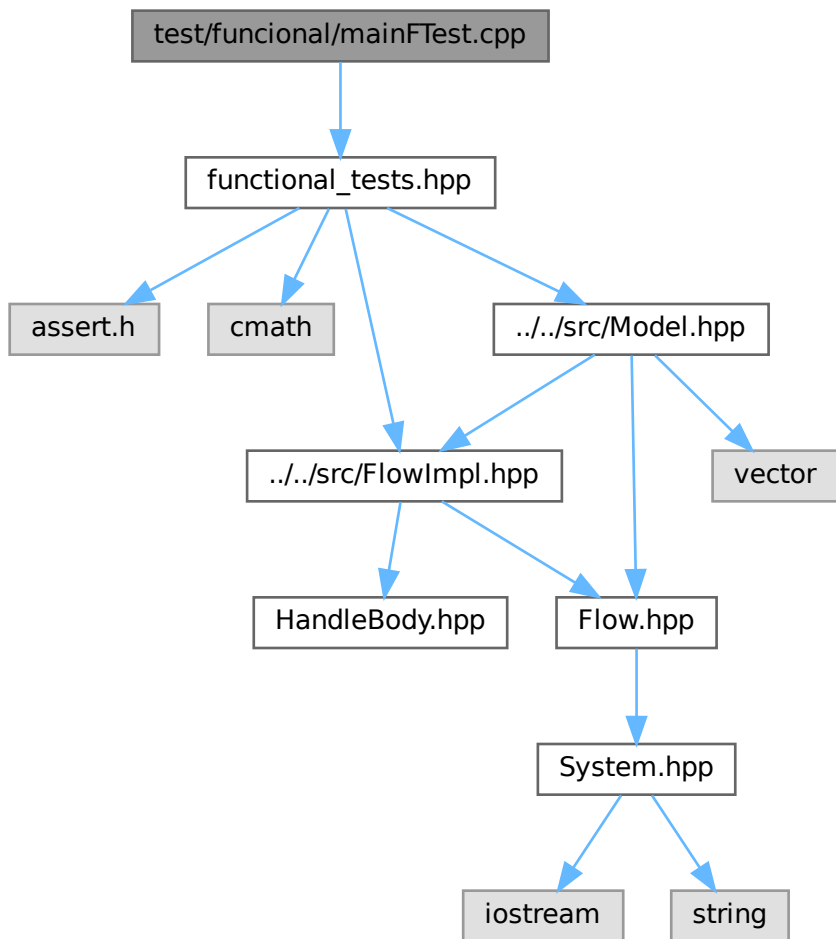 test/funcional/mainFTest.cpp
functional_tests.hpp
assert.h
cmath
../../src/Model.hpp
../../src/FlowImpl.hpp
vector
HandleBody.hpp
Flow.hpp
System.hpp
iostream
string